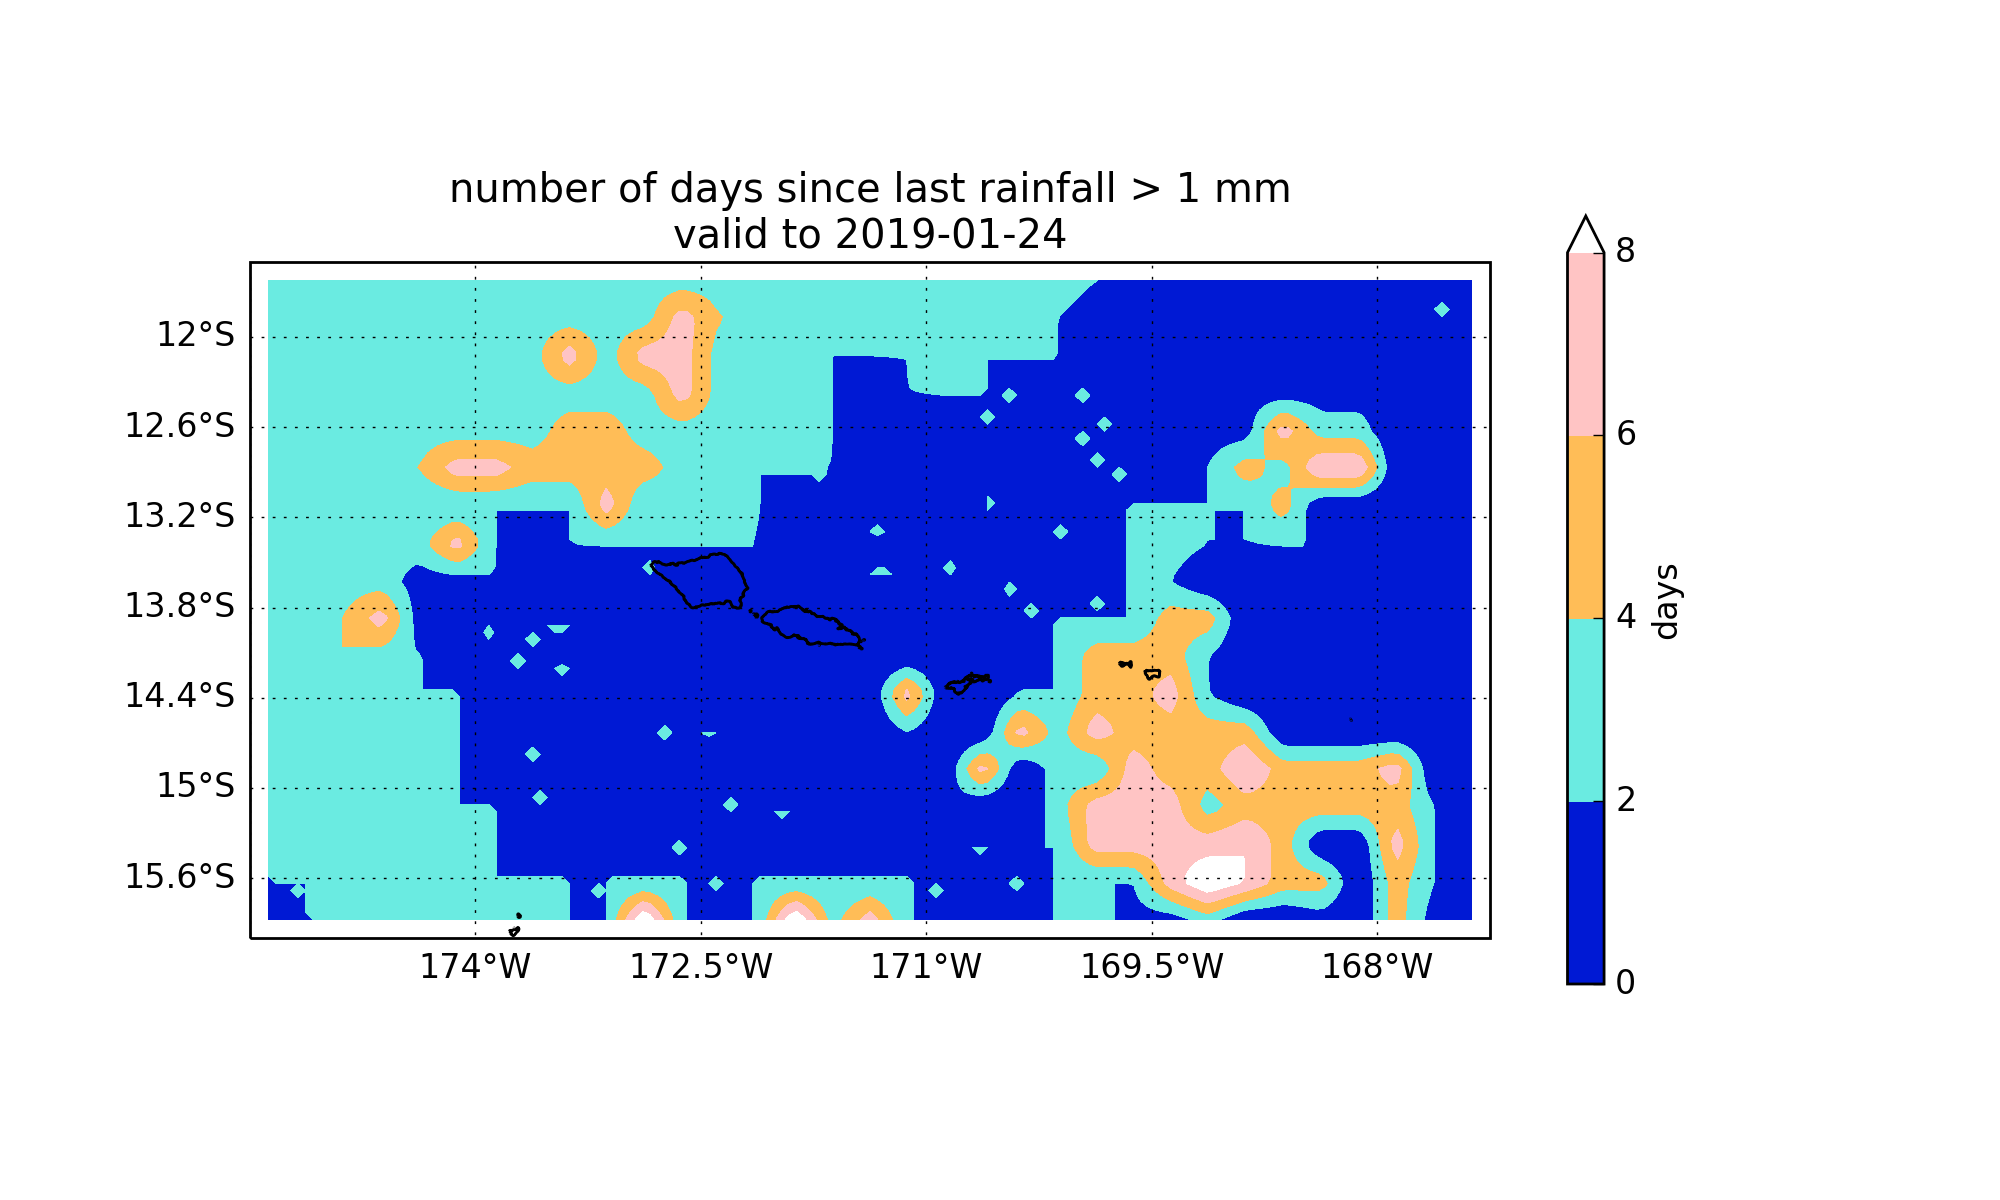 number of days since last rainfall > 1 mm
valid to 2019-01-24
12°S
12.6°S
13.2°S
13.8°S
14.4°S
15°S
15.6°S
174°W
172.5°W
171°W
169.5°W
168°W
8
6
4
2
0
days